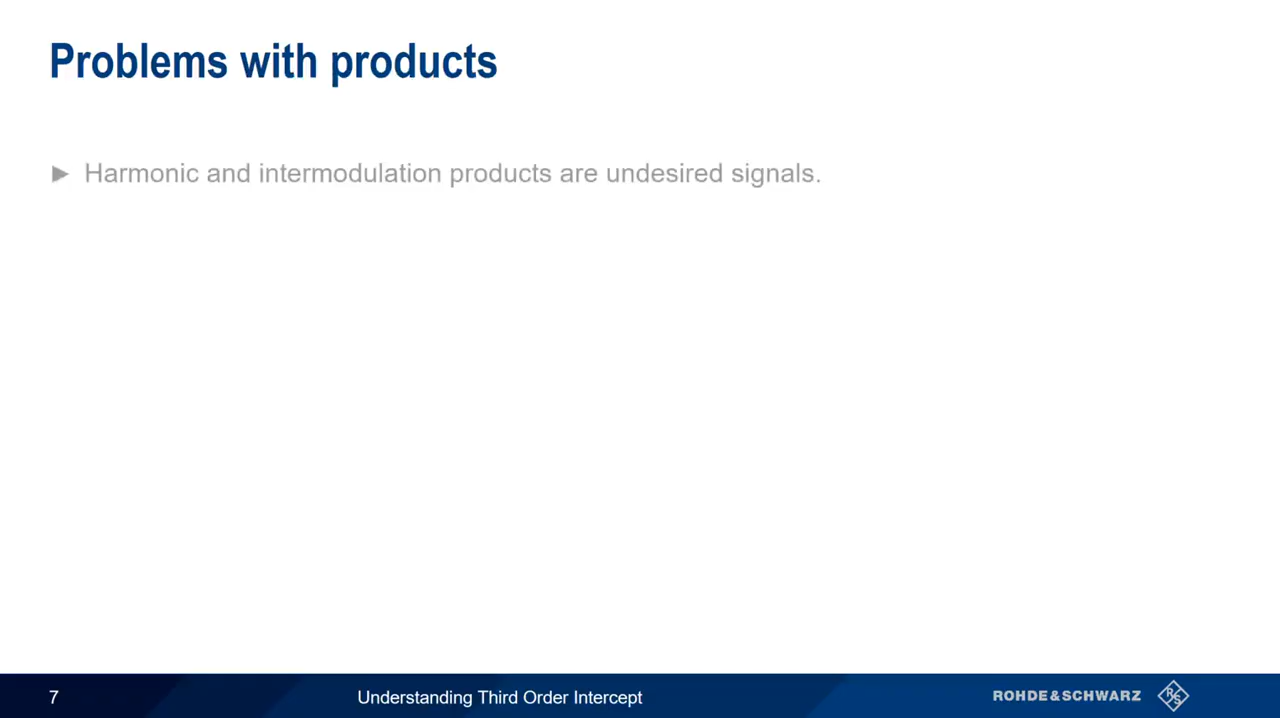 Problems with products
► Harmonic and intermodulation products are undesired signals.
7
Understanding Third Order Intercept
ROHDE&SCHWARZ
R&S